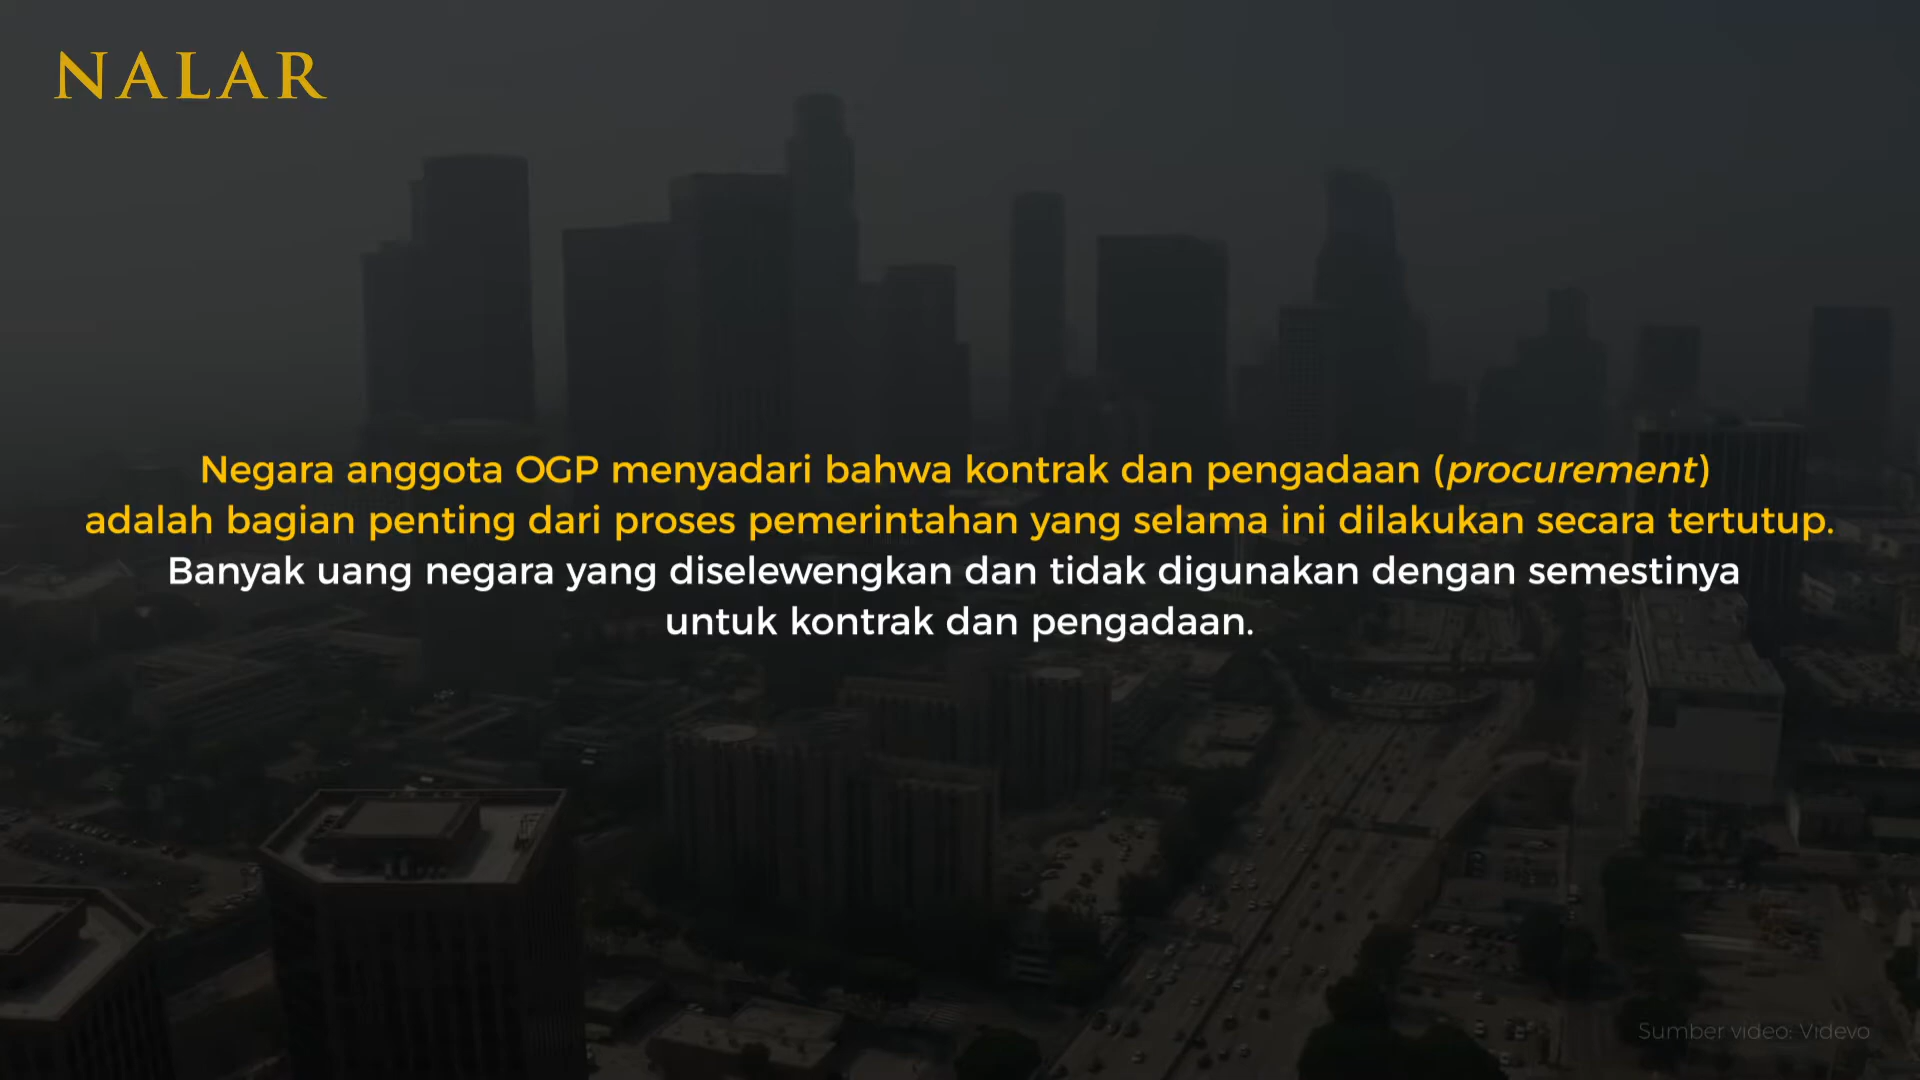 NALAR
Negara anggota OGP menyadari bahwa kontrak dan pengadaan (procurement)
adalah bagian penting dari proses pemerintahan yang selama ini dilakukan secara tertutup.
Banyak uang negara yang diselewengkan dan tidak digunakan dengan semestinya
untuk kontrak dan pengadaan.
Sumber video: Videvo